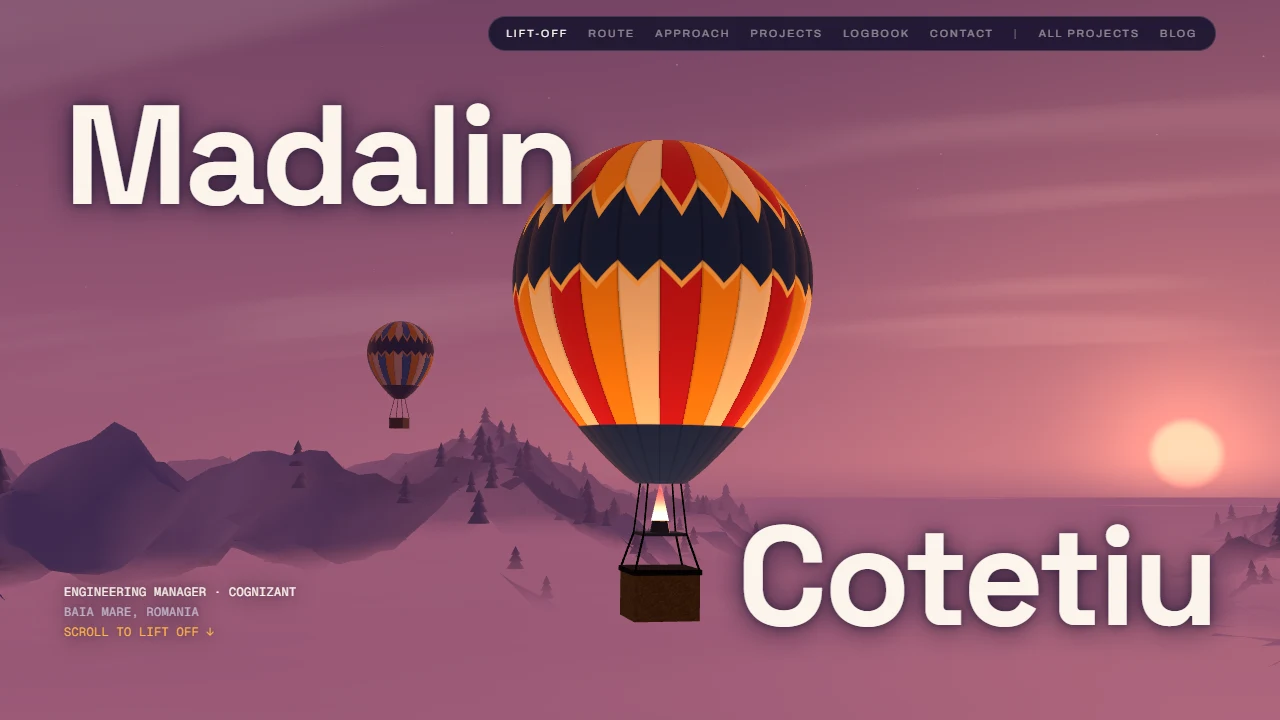 LIFT-OFF ROUTE APPROACH PROJECTS LOGBOOK CONTACT | ALL PROJECTS BLOG
Madalin
Cotetiu
ENGINEERING MANAGER · COGNIZANT
BAIA MARE, ROMANIA
SCROLL TO LIFT OFF ↓